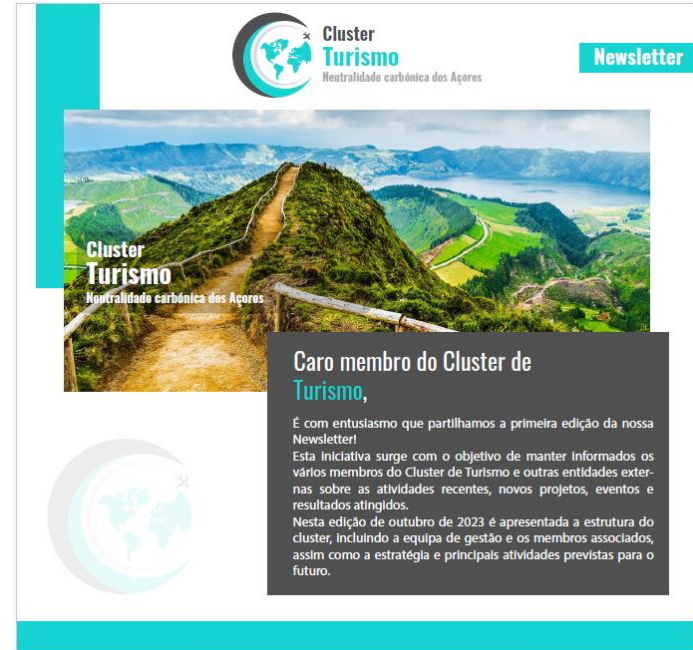 Cluster
Turismo
Neutralidade carbónica dos Açores
Newsletter
Cluster
Turismo
Neutralidade carbónica dos Açores
Caro membro do Cluster de
Turismo,
É com entusiasmo que partilhamos a primeira edição da nossa
Newsletter!
Esta iniciativa surge com o objetivo de manter informados os
vários membros do Cluster de Turismo e outras entidades exter-
nas sobre as atividades recentes, novos projetos, eventos e
resultados atingidos.
Nesta edição de outubro de 2023 é apresentada a estrutura do
cluster, incluindo a equipa de gestão e os membros associados,
assim como a estratégia e principais atividades previstas para o
futuro.